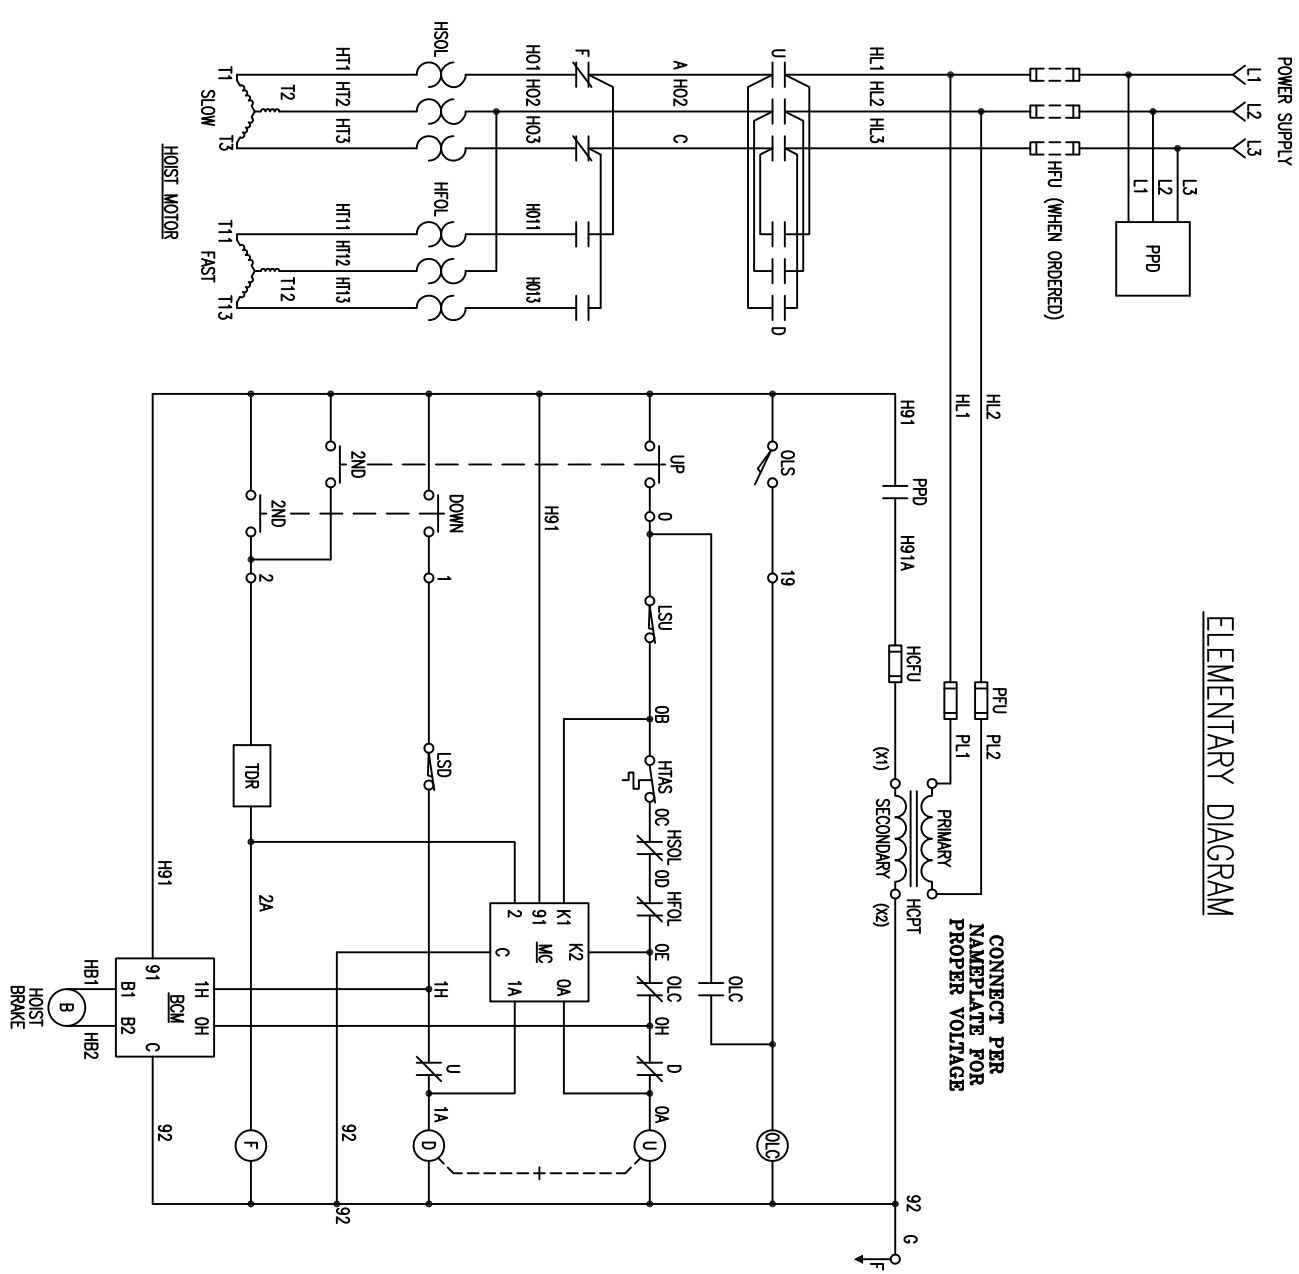 ELEMENTARY DIAGRAM
POWER SUPPLY
L1
L2
L3
L1
L2
L3
PPD
HFU (WHEN ORDERED)
HL1
HL2
HL3
U
D
A
HO2
C
F
HO1
HO2
HO3
HO11
HO13
HSOL
HFOL
HT1
HT2
HT3
HT11
HT12
HT13
T1
T2
T3
SLOW
T11
T12
T13
FAST
HOIST MOTOR
HL2
HL1
PFU
PL2
PL1
PRIMARY
SECONDARY
(X1)
(X2)
HCPT
CONNECT PER
NAMEPLATE FOR
PROPER VOLTAGE
H91
PPD
H91A
HCFU
92
G
F
OLS
19
OLC
OLC
UP
0
LSU
0B
HTAS
0C
HSOL
0D
HFOL
0E
OLC
0H
D
0A
U
H91
K1
K2
91
MC
0A
2
C
1A
DOWN
1
LSD
1H
U
1A
D
2ND
2ND
2
TDR
2A
F
92
92
H91
91
1H
BCM
0H
B1
B2
C
92
HB1
HB2
B
HOIST
BRAKE